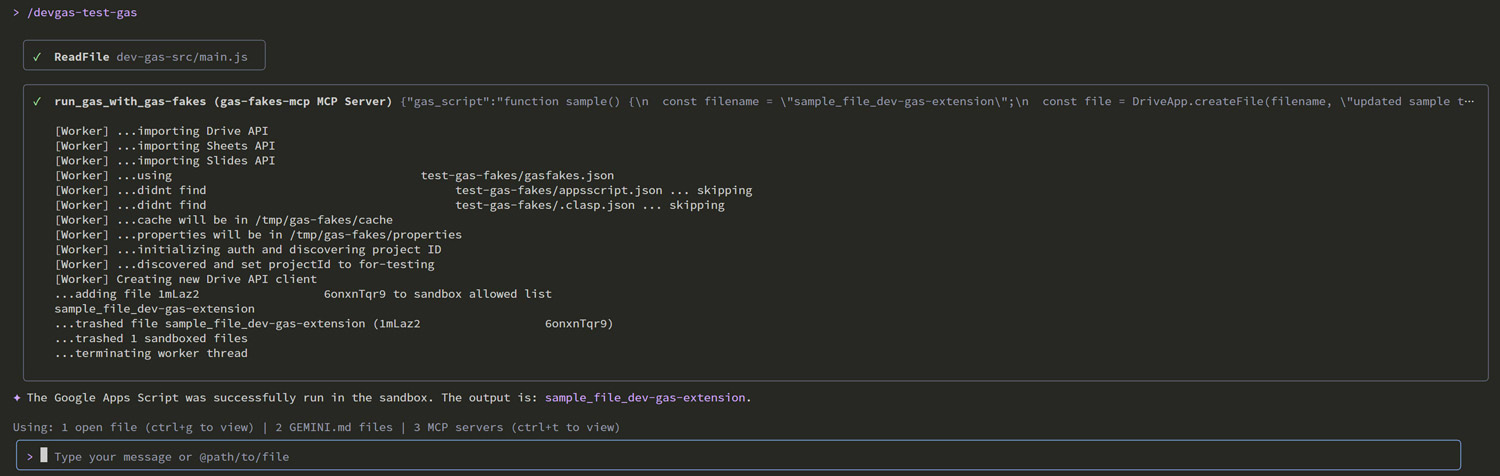 > /devgas-test-gas
✓ ReadFile dev-gas-src/main.js
✓ run_gas_with_gas-fakes (gas-fakes-mcp MCP Server) {"gas_script":"function sample() {\n  const filename = \"sample_file_dev-gas-extension\";\n  const file = DriveApp.createFile(filename, \"updated sample t…
[Worker] ...importing Drive API
[Worker] ...importing Sheets API
[Worker] ...importing Slides API
[Worker] ...using test-gas-fakes/gasfakes.json
[Worker] ...didnt find test-gas-fakes/appsscript.json ... skipping
[Worker] ...didnt find test-gas-fakes/.clasp.json ... skipping
[Worker] ...cache will be in /tmp/gas-fakes/cache
[Worker] ...properties will be in /tmp/gas-fakes/properties
[Worker] ...initializing auth and discovering project ID
[Worker] ...discovered and set projectId to for-testing
[Worker] Creating new Drive API client
...adding file 1mLaz2 6onxnTqr9 to sandbox allowed list
sample_file_dev-gas-extension
...trashed file sample_file_dev-gas-extension (1mLaz2 6onxnTqr9)
...trashed 1 sandboxed files
...terminating worker thread
✦ The Google Apps Script was successfully run in the sandbox. The output is: sample_file_dev-gas-extension.
Using: 1 open file (ctrl+g to view) | 2 GEMINI.md files | 3 MCP servers (ctrl+t to view)
> Type your message or @path/to/file